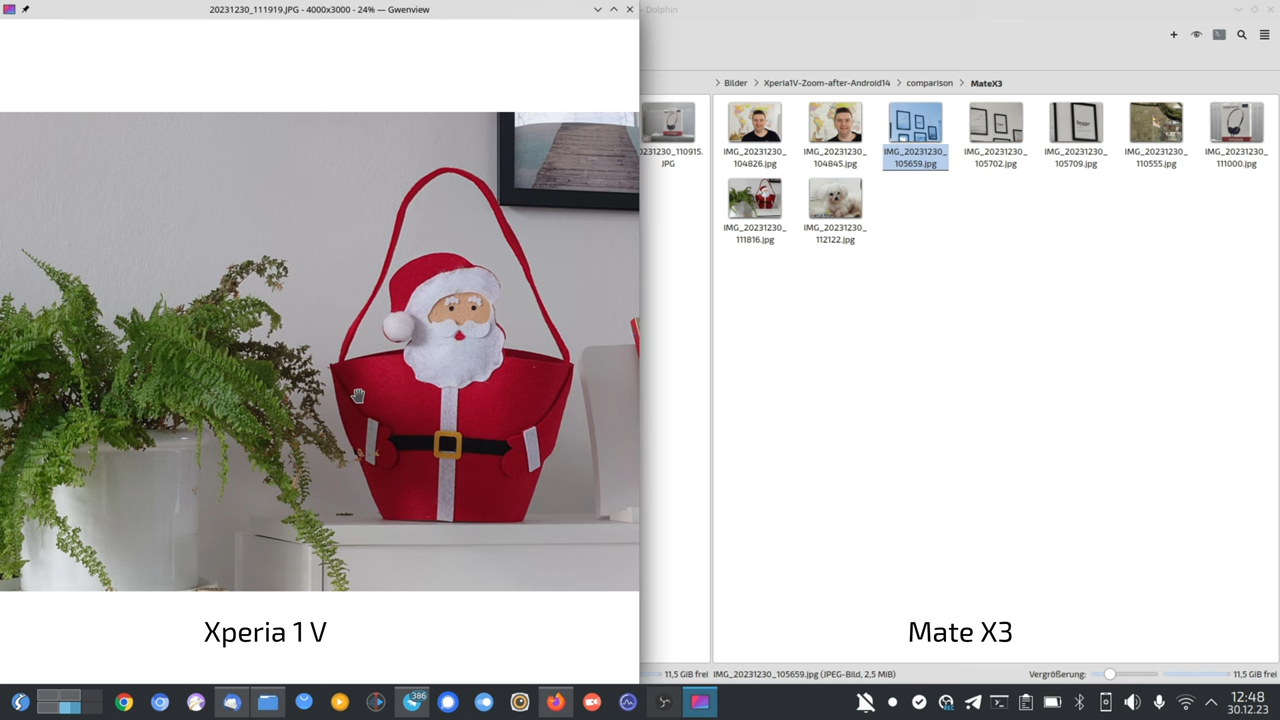 20231230_111919.JPG - 4000x3000 - 24% — Gwenview
- Dolphin
Bilder
Xperia1V-Zoom-after-Android14
comparison
MateX3
0231230_110915.
JPG
IMG_20231230_
104826.jpg
IMG_20231230_
104845.jpg
IMG_20231230_
105659.jpg
IMG_20231230_
105702.jpg
IMG_20231230_
105709.jpg
IMG_20231230_
110555.jpg
IMG_20231230_
111000.jpg
IMG_20231230_
111816.jpg
IMG_20231230_
112122.jpg
Xperia 1 V
Mate X3
11,5 GiB frei
IMG_20231230_105659.jpg (JPEG-Bild, 2,5 MiB)
Vergrößerung:
11,5 GiB frei
386
12:48
30.12.23